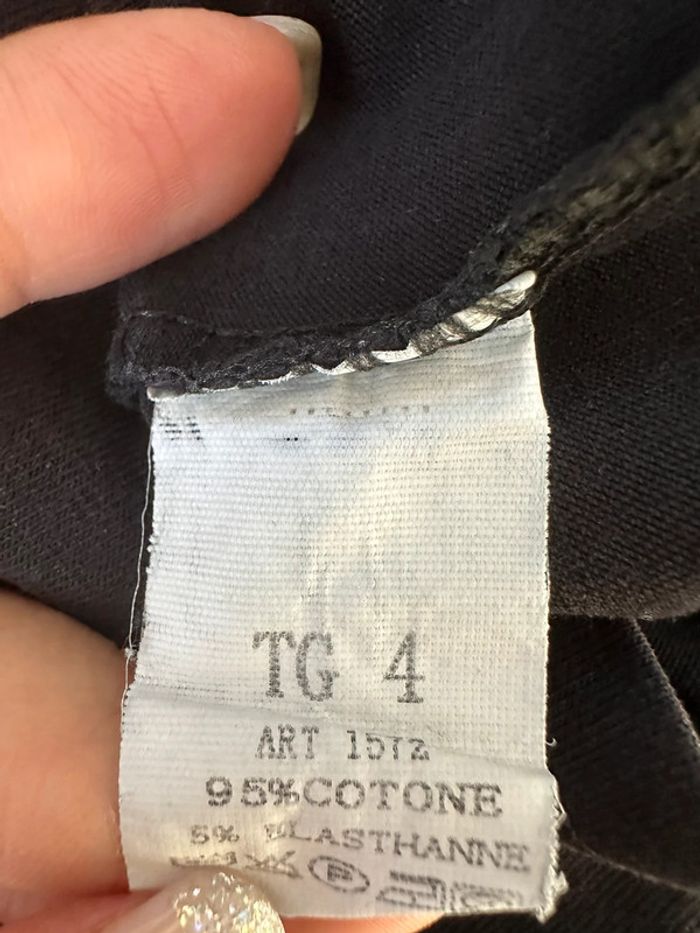 TG 4
ART 1572
95%COTONE
5% ELASTHANNE